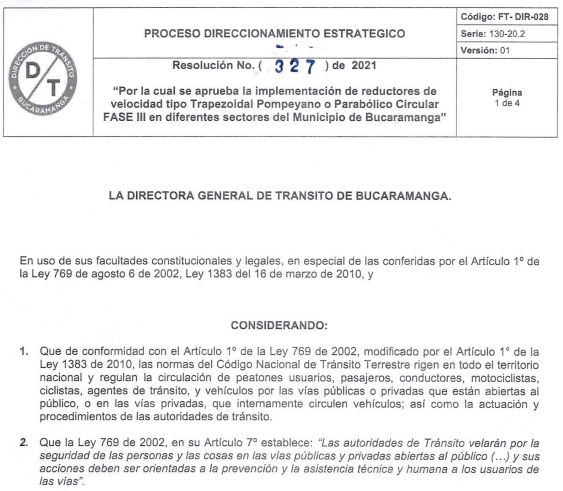 PROCESO DIRECCIONAMIENTO ESTRATEGICO
Código: FT- DIR-028
Serie: 130-20.2
Versión: 01
DIRECCIÓN DE TRÁNSITO
DT
BUCARAMANGA
Resolución No. ( 327 ) de 2021
"Por la cual se aprueba la implementación de reductores de
velocidad tipo Trapezoidal Pompeyano o Parabólico Circular
FASE III en diferentes sectores del Municipio de Bucaramanga"
Página
1 de 4
LA DIRECTORA GENERAL DE TRANSITO DE BUCARAMANGA.
En uso de sus facultades constitucionales y legales, en especial de las conferidas por el Artículo 1º de
la Ley 769 de agosto 6 de 2002, Ley 1383 del 16 de marzo de 2010, y
CONSIDERANDO:
1. Que de conformidad con el Artículo 1º de la Ley 769 de 2002, modificado por el Artículo 1° de la
Ley 1383 de 2010, las normas del Código Nacional de Tránsito Terrestre rigen en todo el territorio
nacional y regulan la circulación de peatones usuarios, pasajeros, conductores, motociclistas,
ciclistas, agentes de tránsito, y vehículos por las vías públicas o privadas que están abiertas al
público, o en las vías privadas, que internamente circulen vehículos; así como la actuación y
procedimientos de las autoridades de tránsito.
2. Que la Ley 769 de 2002, en su Artículo 7º establece: "Las autoridades de Tránsito velarán por la
seguridad de las personas y las cosas en las vías públicas y privadas abiertas al público (...) y sus
acciones deben ser orientadas a la prevención y la asistencia técnica y humana a los usuarios de
las vías".